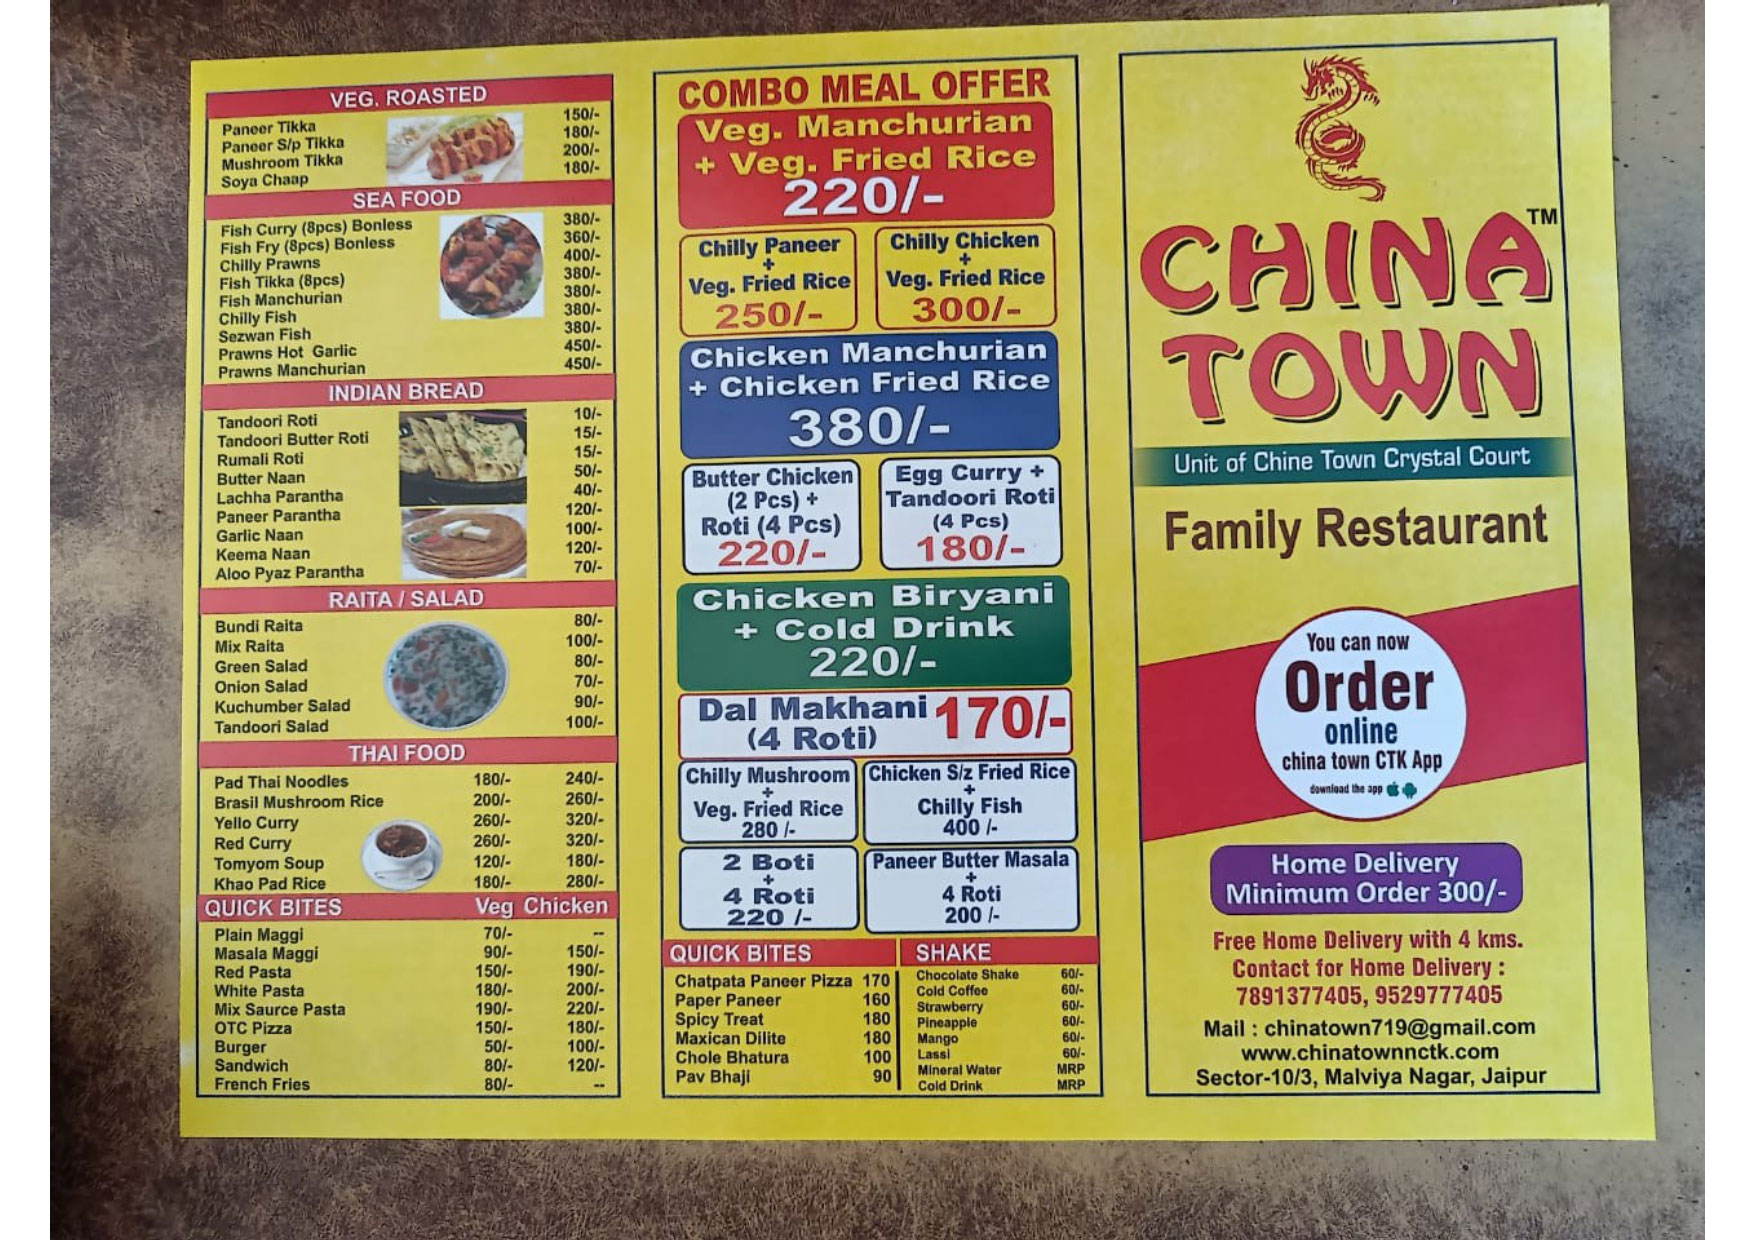 VEG. ROASTED
Paneer Tikka 150/-
Paneer S/p Tikka 180/-
Mushroom Tikka 200/-
Soya Chaap 180/-
SEA FOOD
Fish Curry (8pcs) Bonless 380/-
Fish Fry (8pcs) Bonless 360/-
Chilly Prawns 400/-
Fish Tikka (8pcs) 380/-
Fish Manchurian 380/-
Chilly Fish 380/-
Sezwan Fish 380/-
Prawns Hot Garlic 450/-
Prawns Manchurian 450/-
INDIAN BREAD
Tandoori Roti 10/-
Tandoori Butter Roti 15/-
Rumali Roti 15/-
Butter Naan 50/-
Lachha Parantha 40/-
Paneer Parantha 120/-
Garlic Naan 100/-
Keema Naan 120/-
Aloo Pyaz Parantha 70/-
RAITA / SALAD
Bundi Raita 80/-
Mix Raita 100/-
Green Salad 80/-
Onion Salad 70/-
Kuchumber Salad 90/-
Tandoori Salad 100/-
THAI FOOD
Pad Thai Noodles 180/- 240/-
Brasil Mushroom Rice 200/- 260/-
Yello Curry 260/- 320/-
Red Curry 260/- 320/-
Tomyom Soup 120/- 180/-
Khao Pad Rice 180/- 280/-
QUICK BITES Veg Chicken
Plain Maggi 70/- --
Masala Maggi 90/- 150/-
Red Pasta 150/- 190/-
White Pasta 180/- 200/-
Mix Saurce Pasta 190/- 220/-
OTC Pizza 150/- 180/-
Burger 50/- 100/-
Sandwich 80/- 120/-
French Fries 80/- --
COMBO MEAL OFFER
Veg. Manchurian
+ Veg. Fried Rice
220/-
Chilly Paneer
+
Veg. Fried Rice
250/-
Chilly Chicken
+
Veg. Fried Rice
300/-
Chicken Manchurian
+ Chicken Fried Rice
380/-
Butter Chicken
(2 Pcs) +
Roti (4 Pcs)
220/-
Egg Curry +
Tandoori Roti
(4 Pcs)
180/-
Chicken Biryani
+ Cold Drink
220/-
Dal Makhani 170/-
(4 Roti)
Chilly Mushroom
+
Veg. Fried Rice
280 /-
Chicken S/z Fried Rice
+
Chilly Fish
400 /-
2 Boti
+
4 Roti
220 /-
Paneer Butter Masala
+
4 Roti
200 /-
QUICK BITES
Chatpata Paneer Pizza 170
Paper Paneer 160
Spicy Treat 180
Maxican Dilite 180
Chole Bhatura 100
Pav Bhaji 90
SHAKE
Chocolate Shake 60/-
Cold Coffee 60/-
Strawberry 60/-
Pineapple 60/-
Mango 60/-
Lassi 60/-
Mineral Water MRP
Cold Drink MRP
CHINA TM
TOWN
Unit of Chine Town Crystal Court
Family Restaurant
You can now
Order
online
china town CTK App
download the app
Home Delivery
Minimum Order 300/-
Free Home Delivery with 4 kms.
Contact for Home Delivery :
7891377405, 9529777405
Mail : chinatown719@gmail.com
www.chinatownnctk.com
Sector-10/3, Malviya Nagar, Jaipur